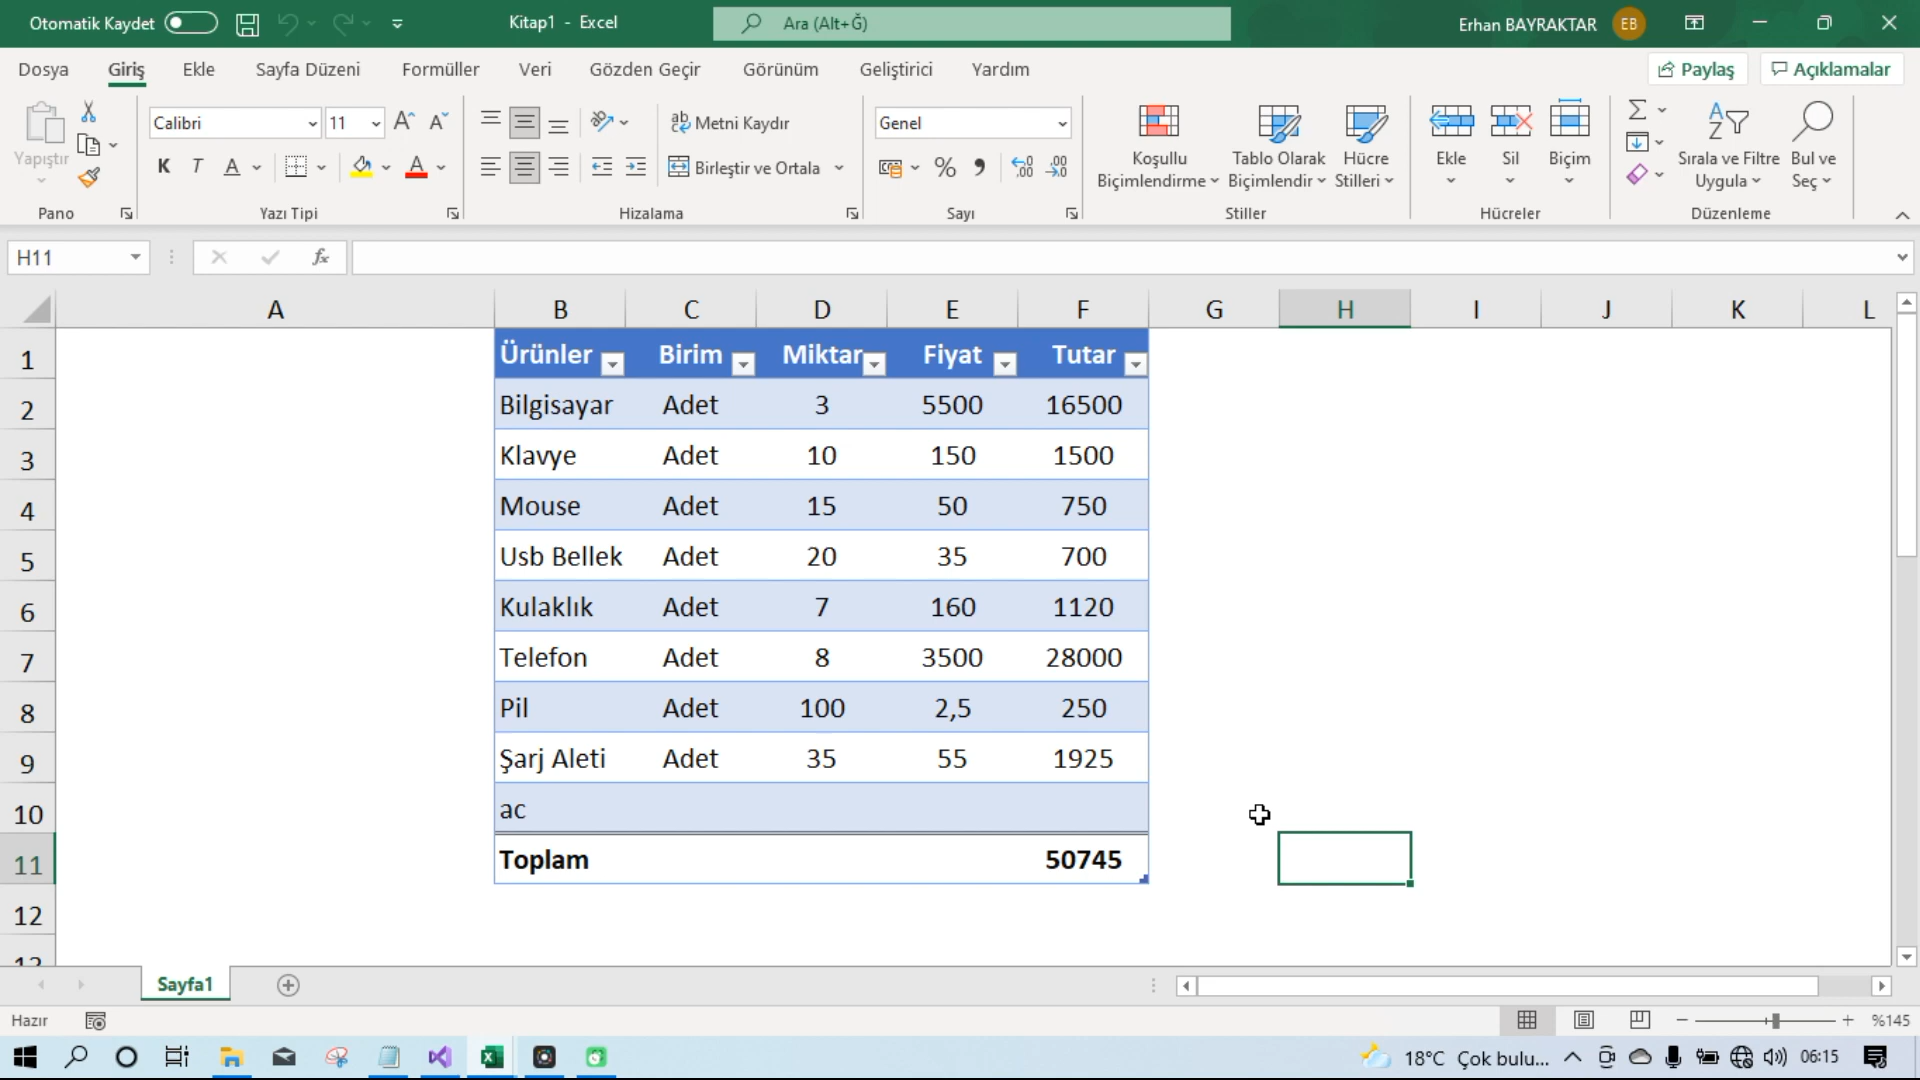 Otomatik Kaydet
Kitap1 - Excel
Ara (Alt+Ğ)
Erhan BAYRAKTAR EB
Dosya Giriş Ekle Sayfa Düzeni Formüller Veri Gözden Geçir Görünüm Geliştirici Yardım Paylaş Açıklamalar
Yapıştır
Pano
Calibri 11
K T A A
Yazı Tipi
ab Metni Kaydır
Birleştir ve Ortala
Hizalama
Genel
Sayı
Koşullu Biçimlendirme
Tablo Olarak Biçimlendir
Hücre Stilleri
Stiller
Ekle Sil Biçim
Hücreler
Sırala ve Filtre Uygula
Bul ve Seç
Düzenleme
H11 fx
A B C D E F G H I J K L
1 Ürünler Birim Miktar Fiyat Tutar
2 Bilgisayar Adet 3 5500 16500
3 Klavye Adet 10 150 1500
4 Mouse Adet 15 50 750
5 Usb Bellek Adet 20 35 700
6 Kulaklık Adet 7 160 1120
7 Telefon Adet 8 3500 28000
8 Pil Adet 100 2,5 250
9 Şarj Aleti Adet 35 55 1925
10 ac
11 Toplam 50745
12
Sayfa1
Hazır %145
18°C Çok bulu... 06:15